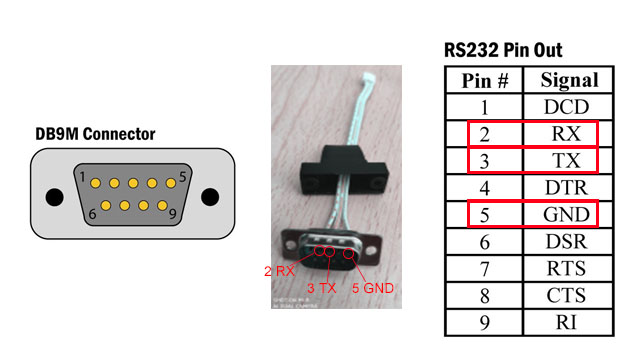 RS232 Pin Out
DB9M Connector
1
5
6
9
2 RX
3 TX
5 GND
Pin # Signal
1 DCD
2 RX
3 TX
4 DTR
5 GND
6 DSR
7 RTS
8 CTS
9 RI